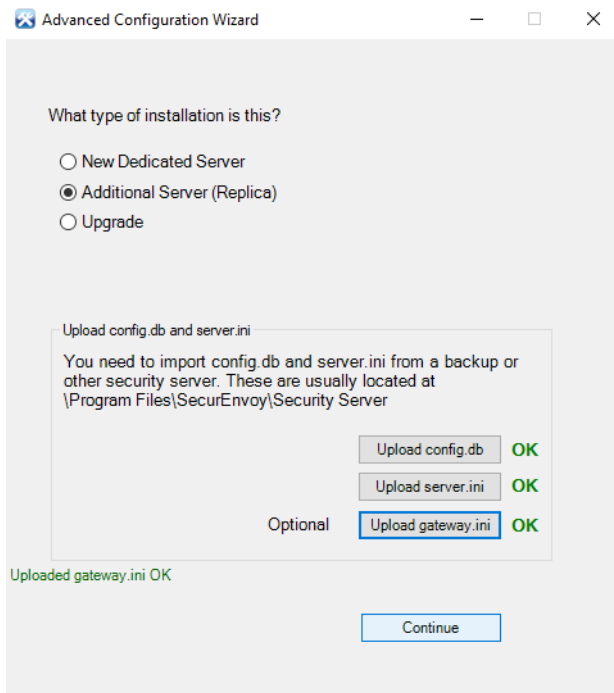 Advanced Configuration Wizard
What type of installation is this?
New Dedicated Server
Additional Server (Replica)
Upgrade
Upload config.db and server.ini
You need to import config.db and server.ini from a backup or
other security server. These are usually located at
\Program Files\SecurEnvoy\Security Server
Upload config.db OK
Upload server.ini OK
Optional Upload gateway.ini OK
Uploaded gateway.ini OK
Continue